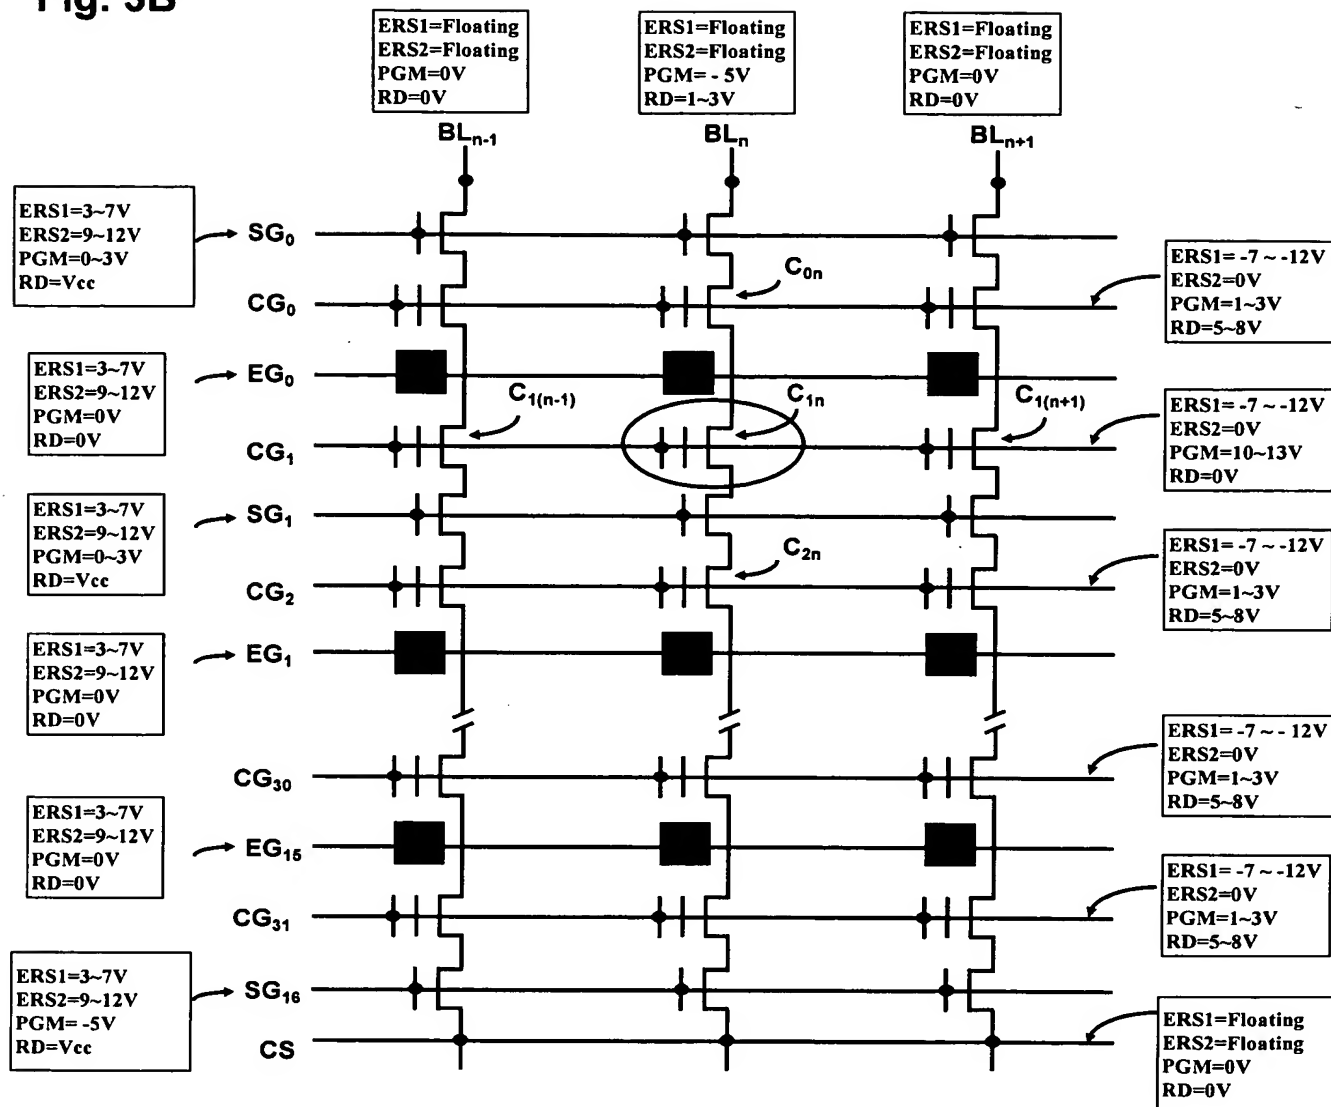 Fig. 3B
ERS1=Floating
ERS2=Floating
PGM=0V
RD=0V
ERS1=Floating
ERS2=Floating
PGM= - 5V
RD=1~3V
ERS1=Floating
ERS2=Floating
PGM=0V
RD=0V
BLn-1
BLn
BLn+1
ERS1=3~7V
ERS2=9~12V
PGM=0~3V
RD=Vcc
SG0
C0n
ERS1= -7 ~ -12V
ERS2=0V
PGM=1~3V
RD=5~8V
CG0
ERS1=3~7V
ERS2=9~12V
PGM=0V
RD=0V
EG0
C1(n-1)
C1n
C1(n+1)
ERS1= -7 ~ -12V
ERS2=0V
PGM=10~13V
RD=0V
CG1
ERS1=3~7V
ERS2=9~12V
PGM=0~3V
RD=Vcc
SG1
C2n
ERS1= -7 ~ -12V
ERS2=0V
PGM=1~3V
RD=5~8V
CG2
ERS1=3~7V
ERS2=9~12V
PGM=0V
RD=0V
EG1
ERS1= -7 ~ - 12V
ERS2=0V
PGM=1~3V
RD=5~8V
CG30
ERS1=3~7V
ERS2=9~12V
PGM=0V
RD=0V
EG15
ERS1= -7 ~ -12V
ERS2=0V
PGM=1~3V
RD=5~8V
CG31
ERS1=3~7V
ERS2=9~12V
PGM= -5V
RD=Vcc
SG16
CS
ERS1=Floating
ERS2=Floating
PGM=0V
RD=0V